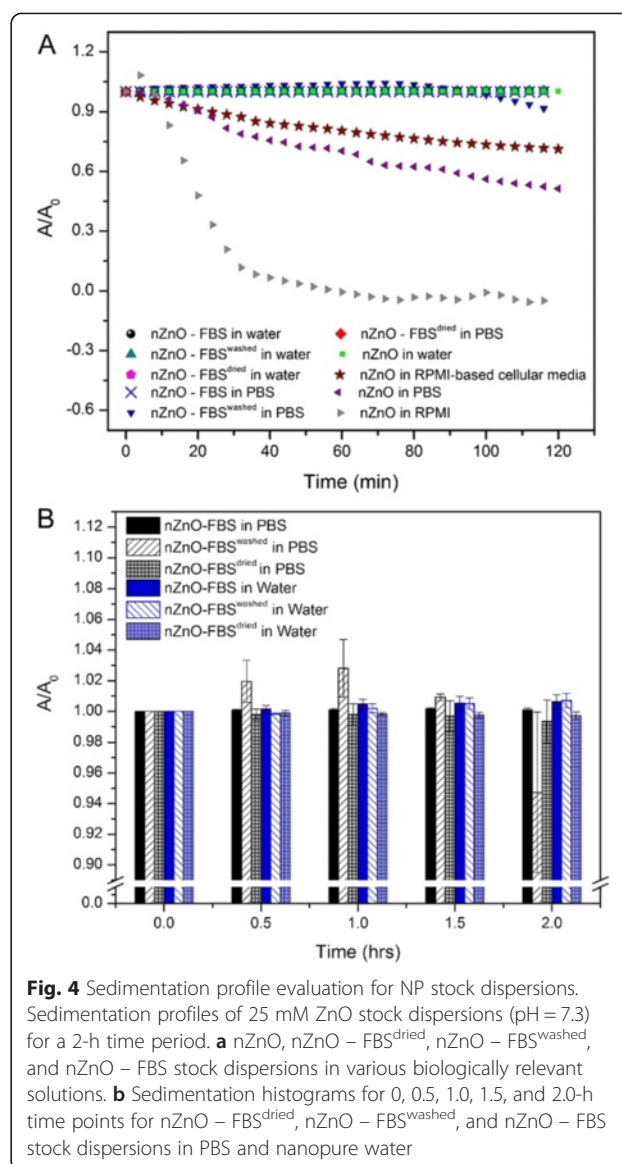 A
1.2
0.9
0.6
0.3
0.0
-0.3
-0.6
A/A₀
nZnO - FBS in water
nZnO - FBSʷᵃˢʰᵉᵈ in water
nZnO - FBSᵈʳⁱᵉᵈ in water
nZnO - FBS in PBS
nZnO - FBSʷᵃˢʰᵉᵈ in PBS
nZnO - FBSᵈʳⁱᵉᵈ in PBS
nZnO in water
nZnO in RPMI-based cellular media
nZnO in PBS
nZnO in RPMI
0 20 40 60 80 100 120
Time (min)
B
1.12
1.10
1.08
1.06
1.04
1.02
1.00
0.98
0.96
0.94
0.92
0.90
0.0
A/A₀
nZnO-FBS in PBS
nZnO-FBSʷᵃˢʰᵉᵈ in PBS
nZnO-FBSᵈʳⁱᵉᵈ in PBS
nZnO-FBS in Water
nZnO-FBSʷᵃˢʰᵉᵈ in Water
nZnO-FBSᵈʳⁱᵉᵈ in Water
0.0 0.5 1.0 1.5 2.0
Time (hrs)
Fig. 4 Sedimentation profile evaluation for NP stock dispersions.
Sedimentation profiles of 25 mM ZnO stock dispersions (pH = 7.3)
for a 2-h time period. a nZnO, nZnO – FBSᵈʳⁱᵉᵈ, nZnO – FBSʷᵃˢʰᵉᵈ,
and nZnO – FBS stock dispersions in various biologically relevant
solutions. b Sedimentation histograms for 0, 0.5, 1.0, 1.5, and 2.0-h
time points for nZnO – FBSᵈʳⁱᵉᵈ, nZnO – FBSʷᵃˢʰᵉᵈ, and nZnO – FBS
stock dispersions in PBS and nanopure water